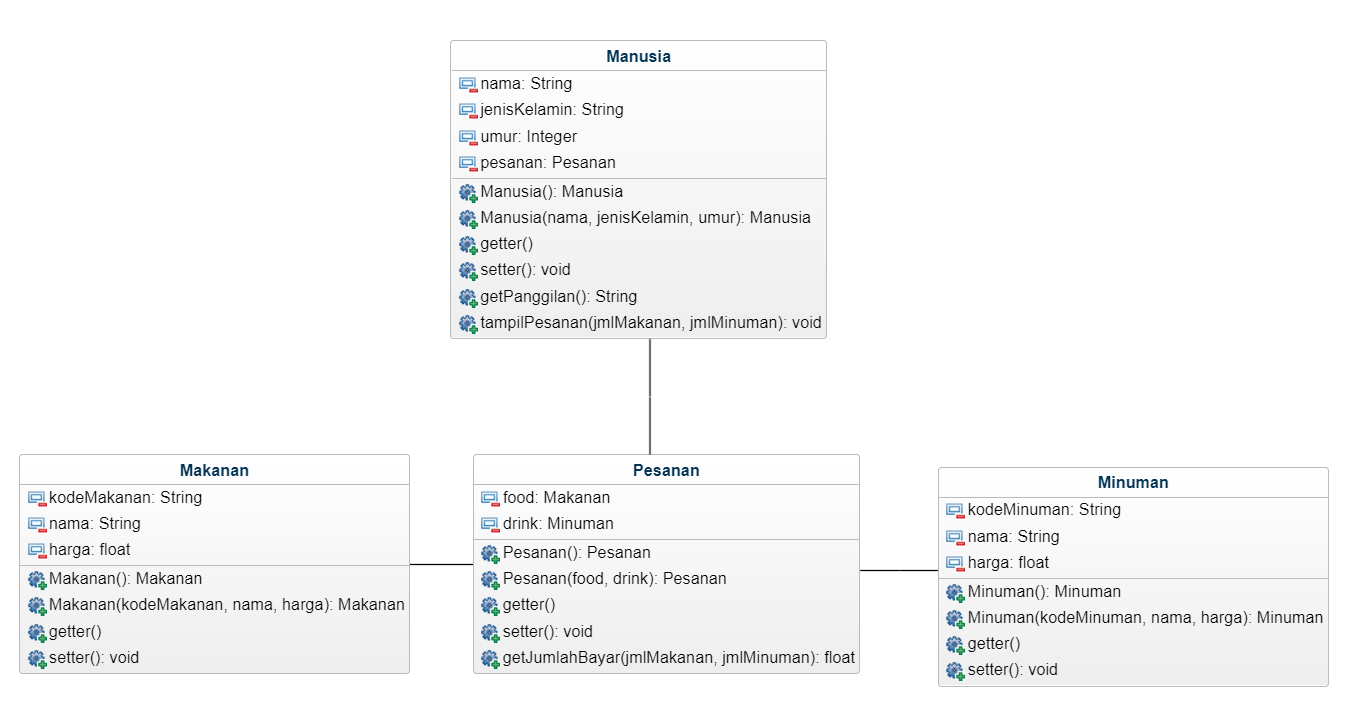 Manusia
nama: String
jenisKelamin: String
umur: Integer
pesanan: Pesanan
Manusia(): Manusia
Manusia(nama, jenisKelamin, umur): Manusia
getter()
setter(): void
getPanggilan(): String
tampilPesanan(jmlMakanan, jmlMinuman): void
Makanan
kodeMakanan: String
nama: String
harga: float
Makanan(): Makanan
Makanan(kodeMakanan, nama, harga): Makanan
getter()
setter(): void
Pesanan
food: Makanan
drink: Minuman
Pesanan(): Pesanan
Pesanan(food, drink): Pesanan
getter()
setter(): void
getJumlahBayar(jmlMakanan, jmlMinuman): float
Minuman
kodeMinuman: String
nama: String
harga: float
Minuman(): Minuman
Minuman(kodeMinuman, nama, harga): Minuman
getter()
setter(): void